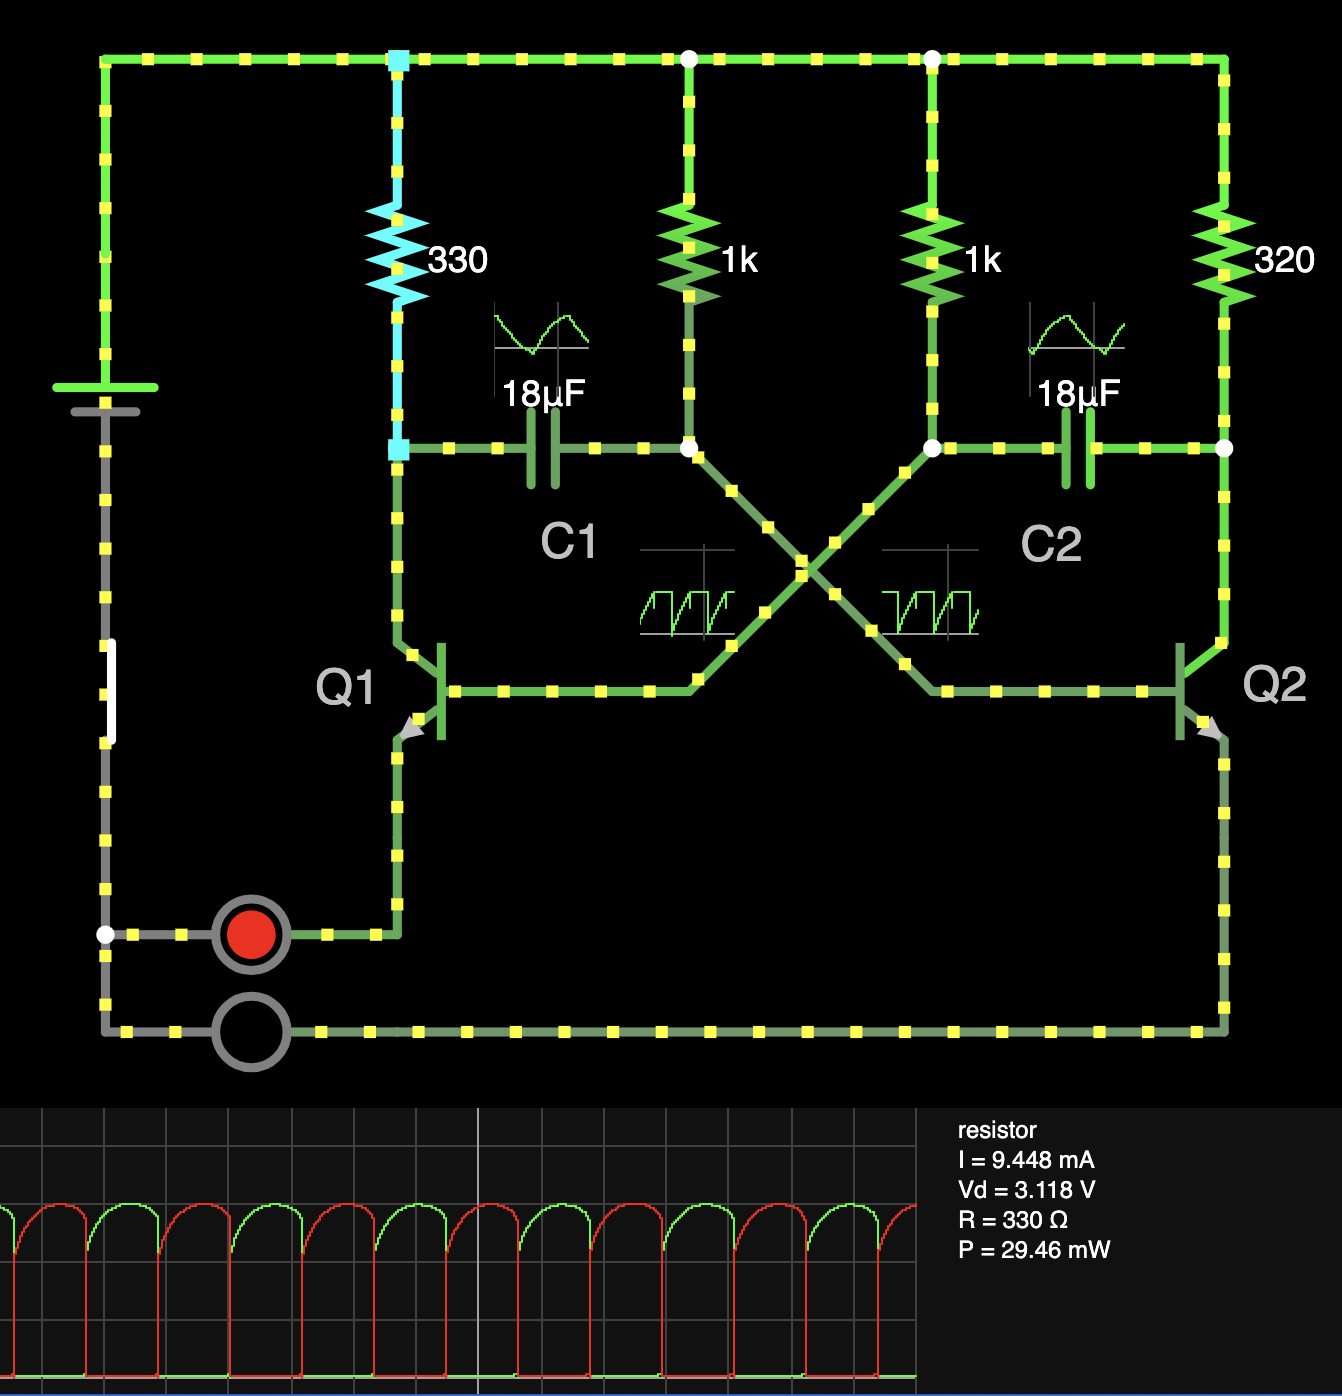 330
1k
1k
320
18µF
18µF
C1
C2
Q1
Q2
resistor
I = 9.448 mA
Vd = 3.118 V
R = 330 Ω
P = 29.46 mW